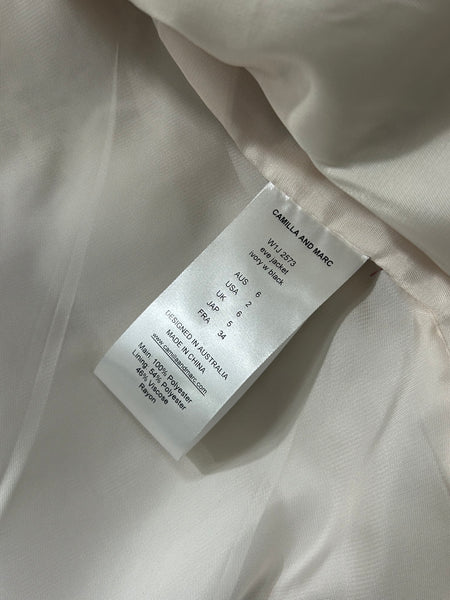 CAMILLA AND MARC
W1J 2573
eve jacket
ivory w black
AUS 6
USA 2
UK 6
JAP 5
FRA 34
DESIGNED IN AUSTRALIA
MADE IN CHINA
www.camillaandmarc.com
Main: 100% Polyester
Lining: 54% Polyester
46% Viscose
Rayon